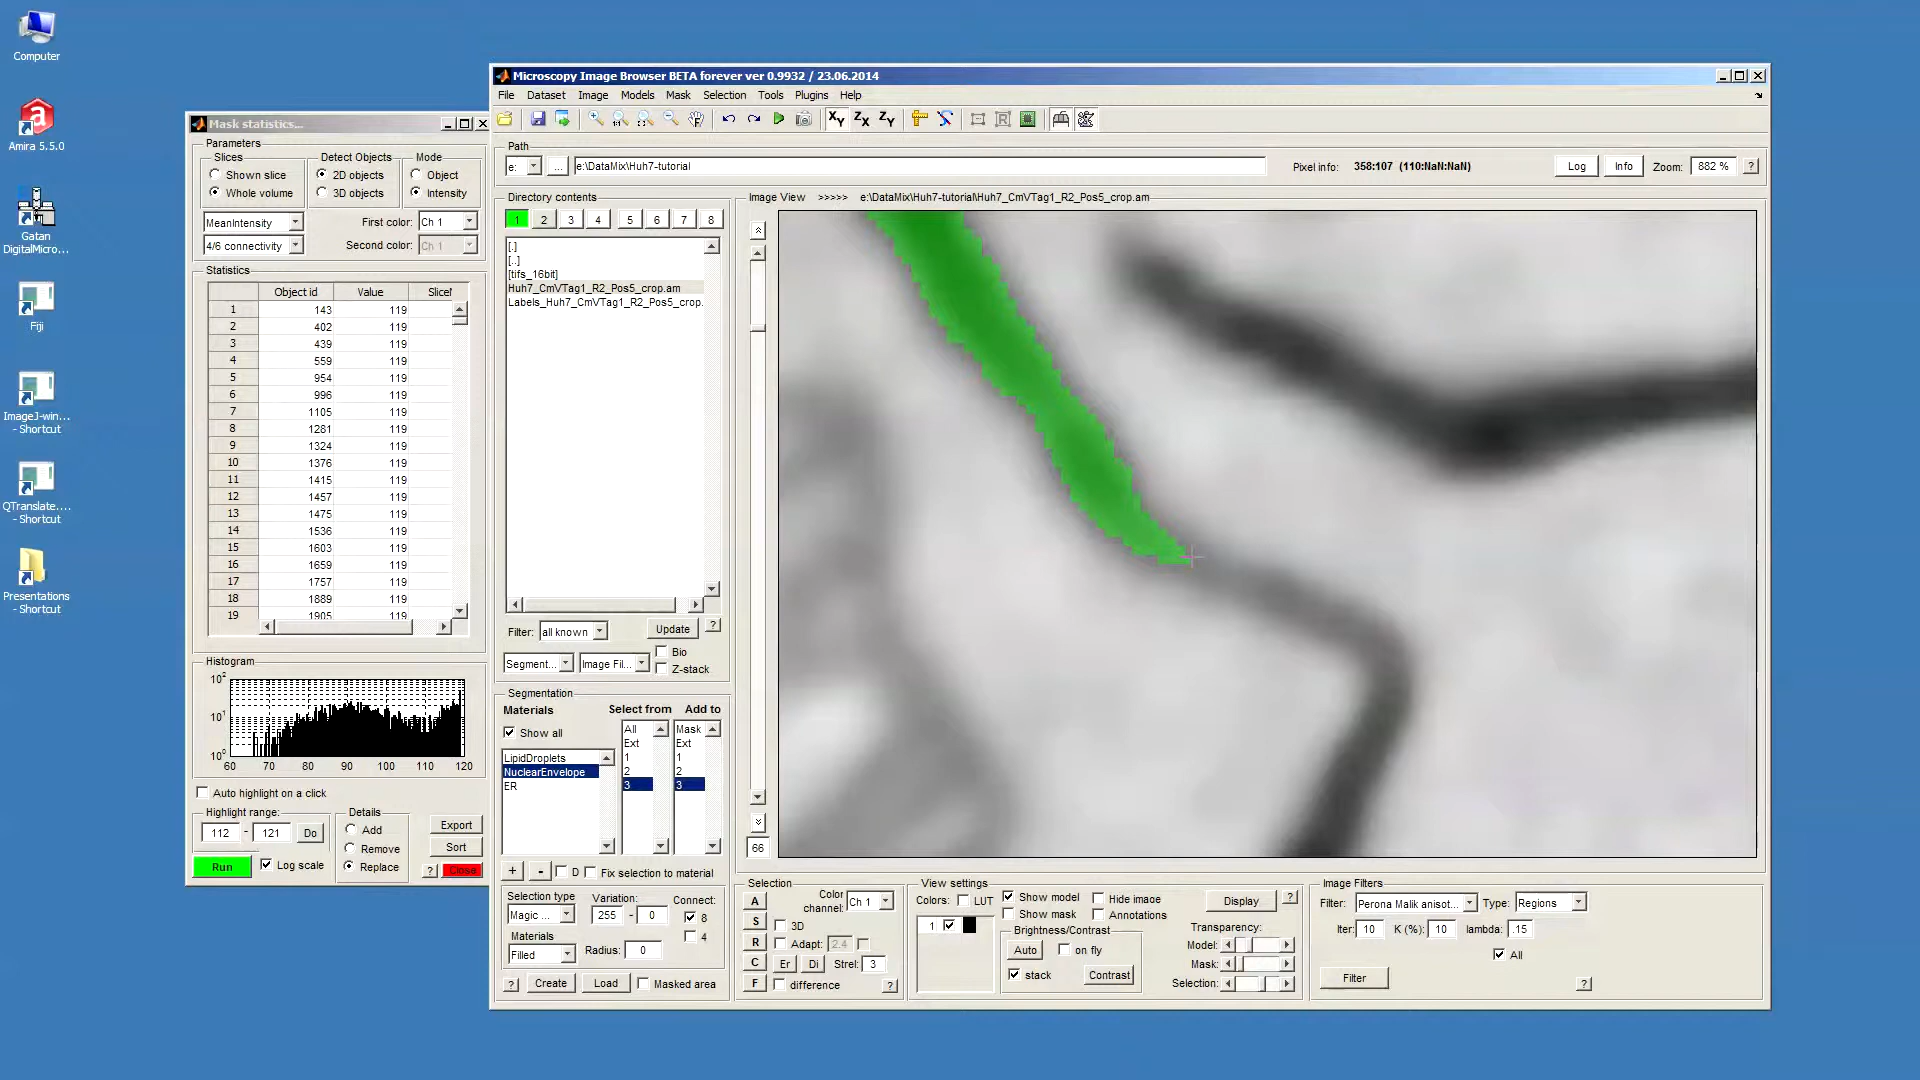 Computer
Amira 5.5.0
Gatan
DigitalMicro...
Fiji
ImageJ-win...
- Shortcut
QTranslate....
- Shortcut
Presentations
- Shortcut
Mask statistics...
Parameters
Slices
Shown slice
Whole volume
Detect Objects
2D objects
3D objects
Mode
Object
Intensity
MeanIntensity
First color: Ch 1
4/6 connectivity
Second color: Ch 1
Statistics
Object id Value
1 143 119
2 402 119
3 439 119
4 559 119
5 954 119
6 996 119
7 1105 119
8 1281 119
9 1324 119
10 1376 119
11 1415 119
12 1457 119
13 1475 119
14 1536 119
15 1603 119
16 1659 119
17 1757 119
18 1889 119
19 1905 119
Histogram
10²
10¹
10⁰
60 70 80 90 100 110 120
Auto highlight on a click
Highlight range:
112 - 121 Do
Details
Add
Remove
Replace
Export
Sort
Run
Log scale
? Close
Microscopy Image Browser BETA forever ver 0.9932 / 23.06.2014
File Dataset Image Models Mask Selection Tools Plugins Help
XY ZX ZY
Path
e: ... e:\DataMix\Huh7-tutorial
Pixel info: 358:107 (110:NaN:NaN)
Log Info Zoom: 882 % ?
Directory contents
1 2 3 4 5 6 7 8
[.]
[..]
[tifs_16bit]
Huh7_CmVTag1_R2_Pos5_crop.am
Labels_Huh7_CmVTag1_R2_Pos5_crop.
Filter: all known Update ?
Segment... Image Fil...
Bio
Z-stack
Image View >>>>> e:\DataMix\Huh7-tutorial\Huh7_CmVTag1_R2_Pos5_crop.am
66
Segmentation
Materials Select from Add to
Show all
LipidDroplets
NuclearEnvelope
ER
All
Ext
1
2
3
Mask
Ext
1
2
3
+ - D Fix selection to material
Selection type
Magic ...
Variation:
255 - 0
Connect:
8
4
Materials
Filled
Radius: 0
? Create Load Masked area
Selection
A
S
R
C
F
Color channel: Ch 1
3D
Adapt: 2.4
Er Di Strel: 3
difference ?
View settings
Colors: LUT
1
Show model
Show mask
Hide image
Annotations
Display ?
Brightness/Contrast
Auto on fly
stack Contrast
Transparency:
Model:
Mask:
Selection:
Image Filters
Filter: Perona Malik anisot... Type: Regions
Iter: 10 K (%): 10 lambda: .15
All
Filter ?